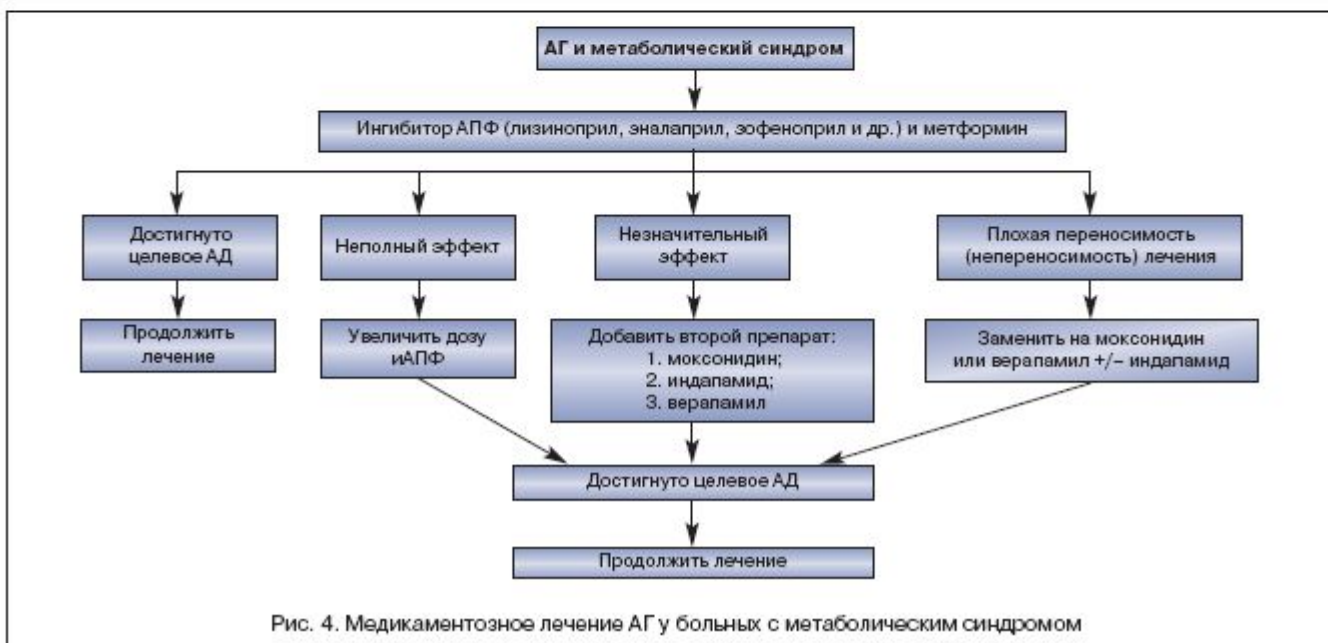 АГ и метаболический синдром
Ингибитор АПФ (лизиноприл, эналаприл, зофеноприл и др.) и метформин
Достигнуто
целевое АД
Неполный эффект
Незначительный
эффект
Плохая переносимость
(непереносимость) лечения
Продолжить
лечение
Увеличить дозу
иАПФ
Добавить второй препарат:
1. моксонидин;
2. индапамид;
3. верапамил
Заменить на моксонидин
или верапамил +/− индапамид
Достигнуто целевое АД
Продолжить лечение
Рис. 4. Медикаментозное лечение АГ у больных с метаболическим синдромом